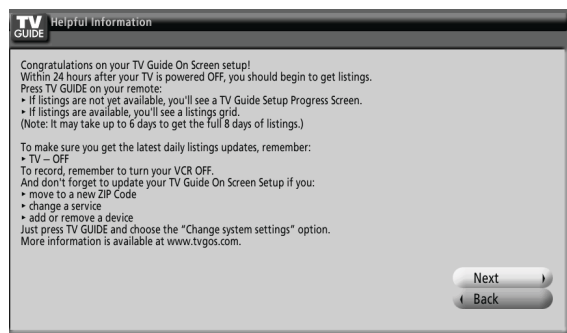 TV
GUIDE
Helpful Information
Congratulations on your TV Guide On Screen setup!
Within 24 hours after your TV is powered OFF, you should begin to get listings.
Press TV GUIDE on your remote:
▸ If listings are not yet available, you'll see a TV Guide Setup Progress Screen.
▸ If listings are available, you'll see a listings grid.
(Note: It may take up to 6 days to get the full 8 days of listings.)
To make sure you get the latest daily listings updates, remember:
▸ TV – OFF
To record, remember to turn your VCR OFF.
And don't forget to update your TV Guide On Screen Setup if you:
▸ move to a new ZIP Code
▸ change a service
▸ add or remove a device
Just press TV GUIDE and choose the “Change system settings” option.
More information is available at www.tvgos.com.
Next
Back